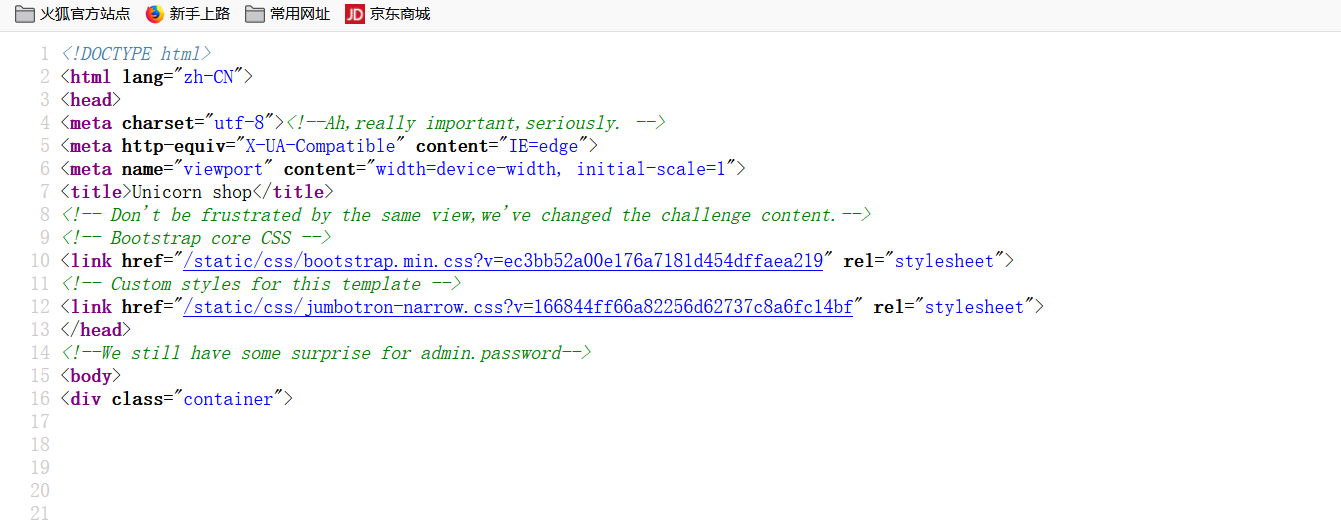 火狐官方站点 新手上路 常用网址 JD 京东商城
1 <!DOCTYPE html>
2 <html lang="zh-CN">
3 <head>
4 <meta charset="utf-8"><!--Ah,really important,seriously. -->
5 <meta http-equiv="X-UA-Compatible" content="IE=edge">
6 <meta name="viewport" content="width=device-width, initial-scale=1">
7 <title>Unicorn shop</title>
8 <!-- Don't be frustrated by the same view,we've changed the challenge content.-->
9 <!-- Bootstrap core CSS -->
10 <link href="/static/css/bootstrap.min.css?v=ec3bb52a00e176a7181d454dffaea219" rel="stylesheet">
11 <!-- Custom styles for this template -->
12 <link href="/static/css/jumbotron-narrow.css?v=166844ff66a82256d62737c8a6fc14bf" rel="stylesheet">
13 </head>
14 <!--We still have some surprise for admin.password-->
15 <body>
16 <div class="container">
17
18
19
20
21